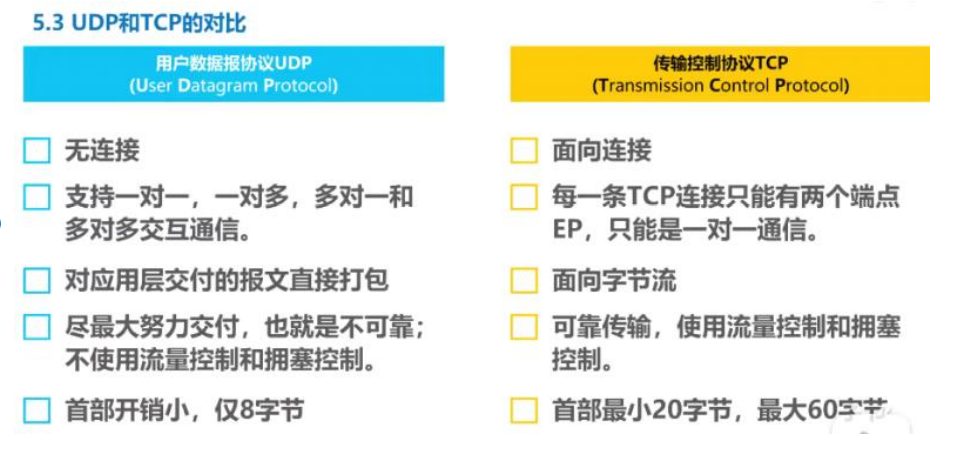 5.3 UDP和TCP的对比
用户数据报协议UDP
(User Datagram Protocol)
无连接
支持一对一，一对多，多对一和
多对多交互通信。
对应用层交付的报文直接打包
尽最大努力交付，也就是不可靠；
不使用流量控制和拥塞控制。
首部开销小，仅8字节
传输控制协议TCP
(Transmission Control Protocol)
面向连接
每一条TCP连接只能有两个端点
EP，只能是一对一通信。
面向字节流
可靠传输，使用流量控制和拥塞
控制。
首部最小20字节，最大60字节